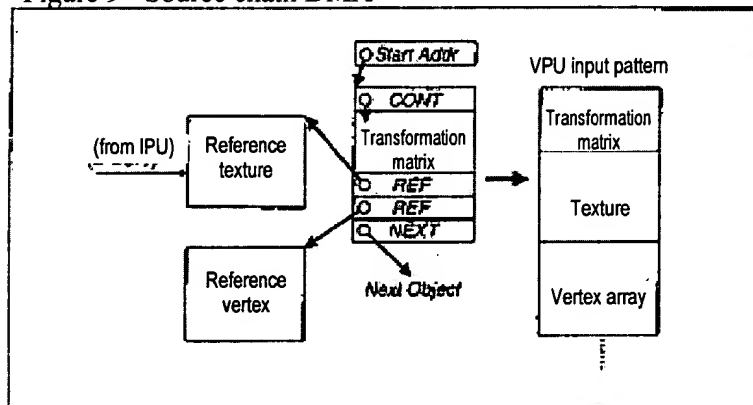 Figure 9 Source chain DMA
Start Addr
CONT
Transformation
matrix
REF
REF
NEXT
Next Object
(from IPU)
Reference
texture
Reference
vertex
VPU input pattern
Transformation
matrix
Texture
Vertex array